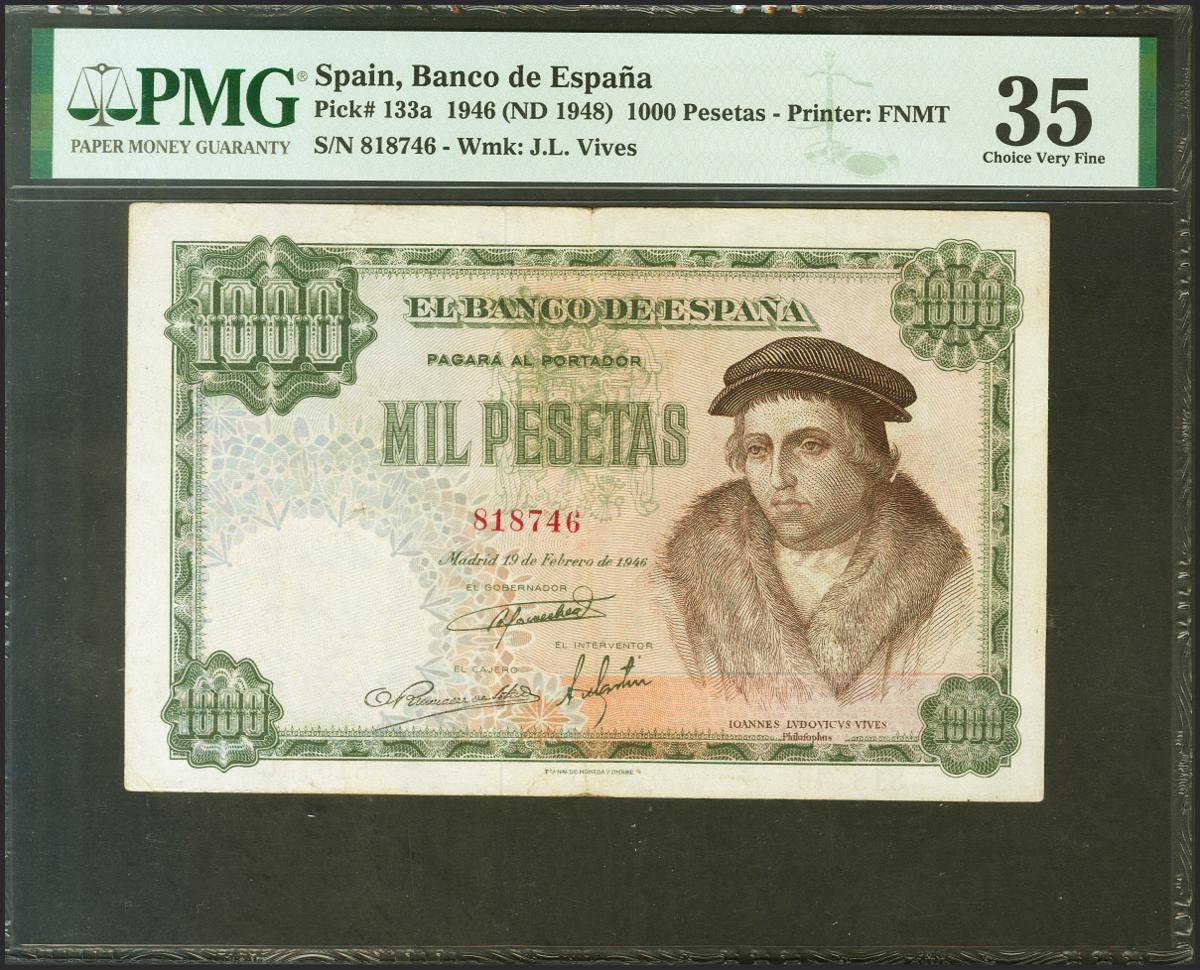 PMG®
PAPER MONEY GUARANTY
Spain, Banco de España
Pick# 133a 1946 (ND 1948) 1000 Pesetas - Printer: FNMT
S/N 818746 - Wmk: J.L. Vives
35
Choice Very Fine
1000
1000
EL BANCO DE ESPAÑA
PAGARÁ AL PORTADOR
MIL PESETAS
818746
Madrid 19 de Febrero de 1946
EL GOBERNADOR
EL INTERVENTOR
EL CAJERO
IOANNES LVDOVICVS VIVES
Philosophus
1000
1000